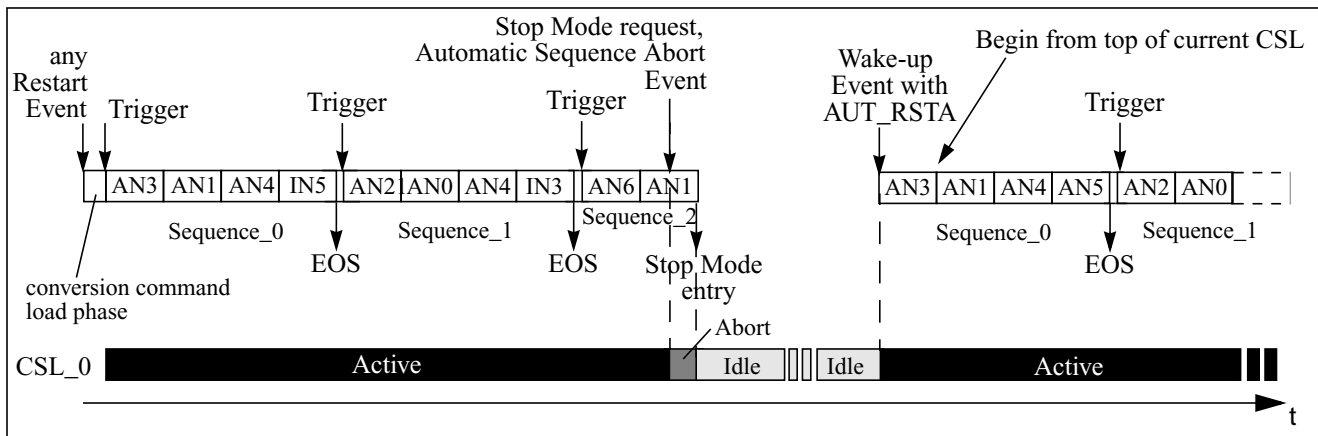 Stop Mode request,
Automatic Sequence Abort
Event
any
Restart
Event
Trigger
Trigger
Trigger
Wake-up
Event with
AUT_RSTA
Begin from top of current CSL
Trigger
AN3 AN1 AN4 IN5 AN21 AN0 AN4 IN3 AN6 AN1
AN3 AN1 AN4 AN5 AN2 AN0
Sequence_0
Sequence_1
Sequence_2
Sequence_0
Sequence_1
EOS
EOS
EOS
conversion command
load phase
Stop Mode
entry
Abort
CSL_0
Active
Idle
Idle
Active
t